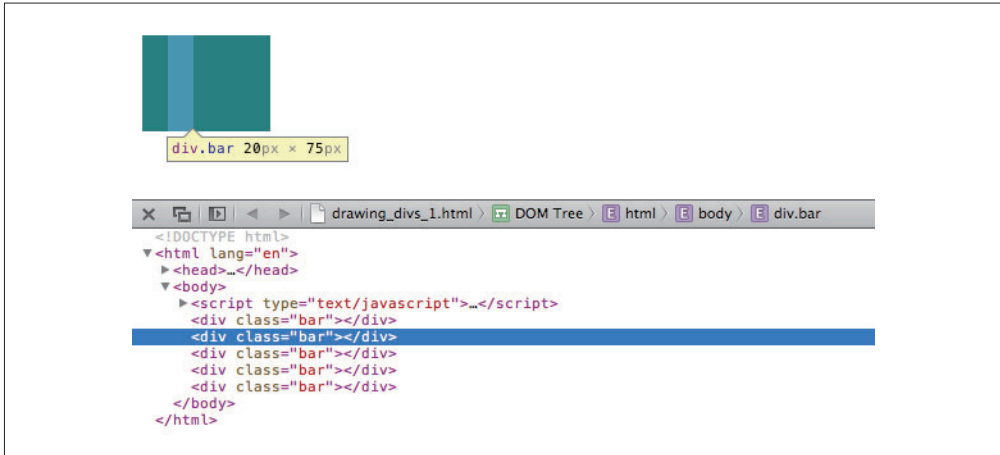 div.bar 20px × 75px
drawing_divs_1.html DOM Tree E html E body E div.bar
<!DOCTYPE html>
▼<html lang="en">
▶<head>…</head>
▼<body>
▶<script type="text/javascript">…</script>
<div class="bar"></div>
<div class="bar"></div>
<div class="bar"></div>
<div class="bar"></div>
<div class="bar"></div>
</body>
</html>